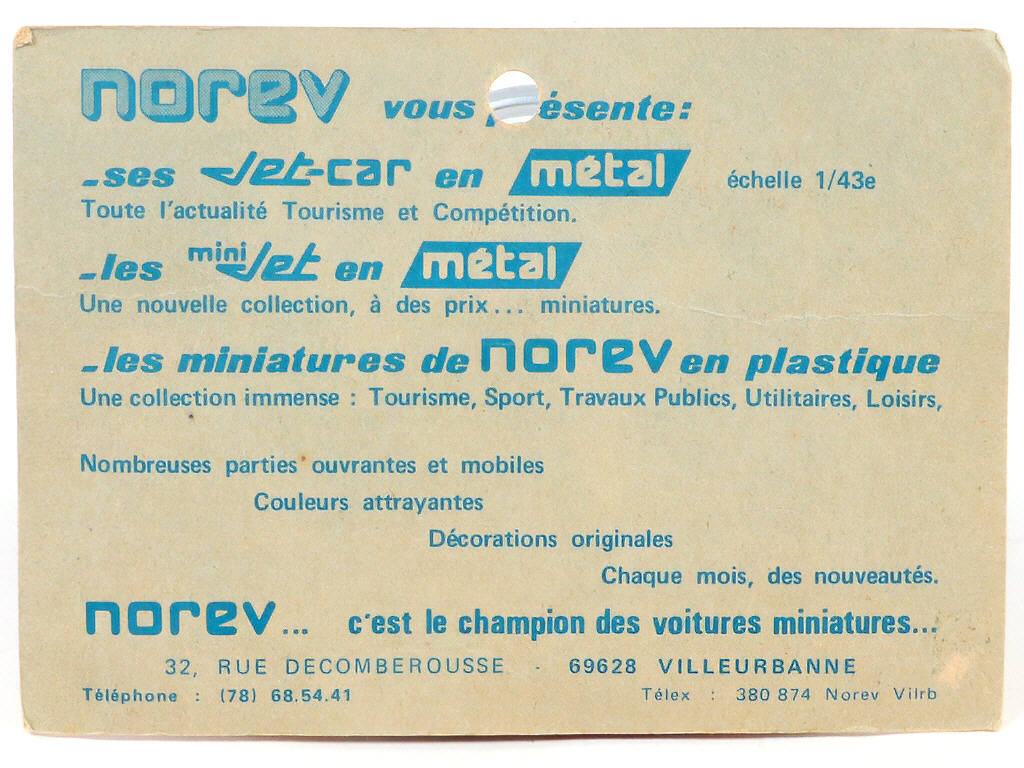 norev vous présente:
-ses Jet-car en métal échelle 1/43e
Toute l'actualité Tourisme et Compétition.
-les mini Jet en métal
Une nouvelle collection, à des prix... miniatures.
-les miniatures de norev en plastique
Une collection immense : Tourisme, Sport, Travaux Publics, Utilitaires, Loisirs,
Nombreuses parties ouvrantes et mobiles
Couleurs attrayantes
Décorations originales
Chaque mois, des nouveautés.
norev... c'est le champion des voitures miniatures...
32, RUE DECOMBEROUSSE - 69628 VILLEURBANNE
Téléphone : (78) 68.54.41 Télex : 380 874 Norev Vilrb